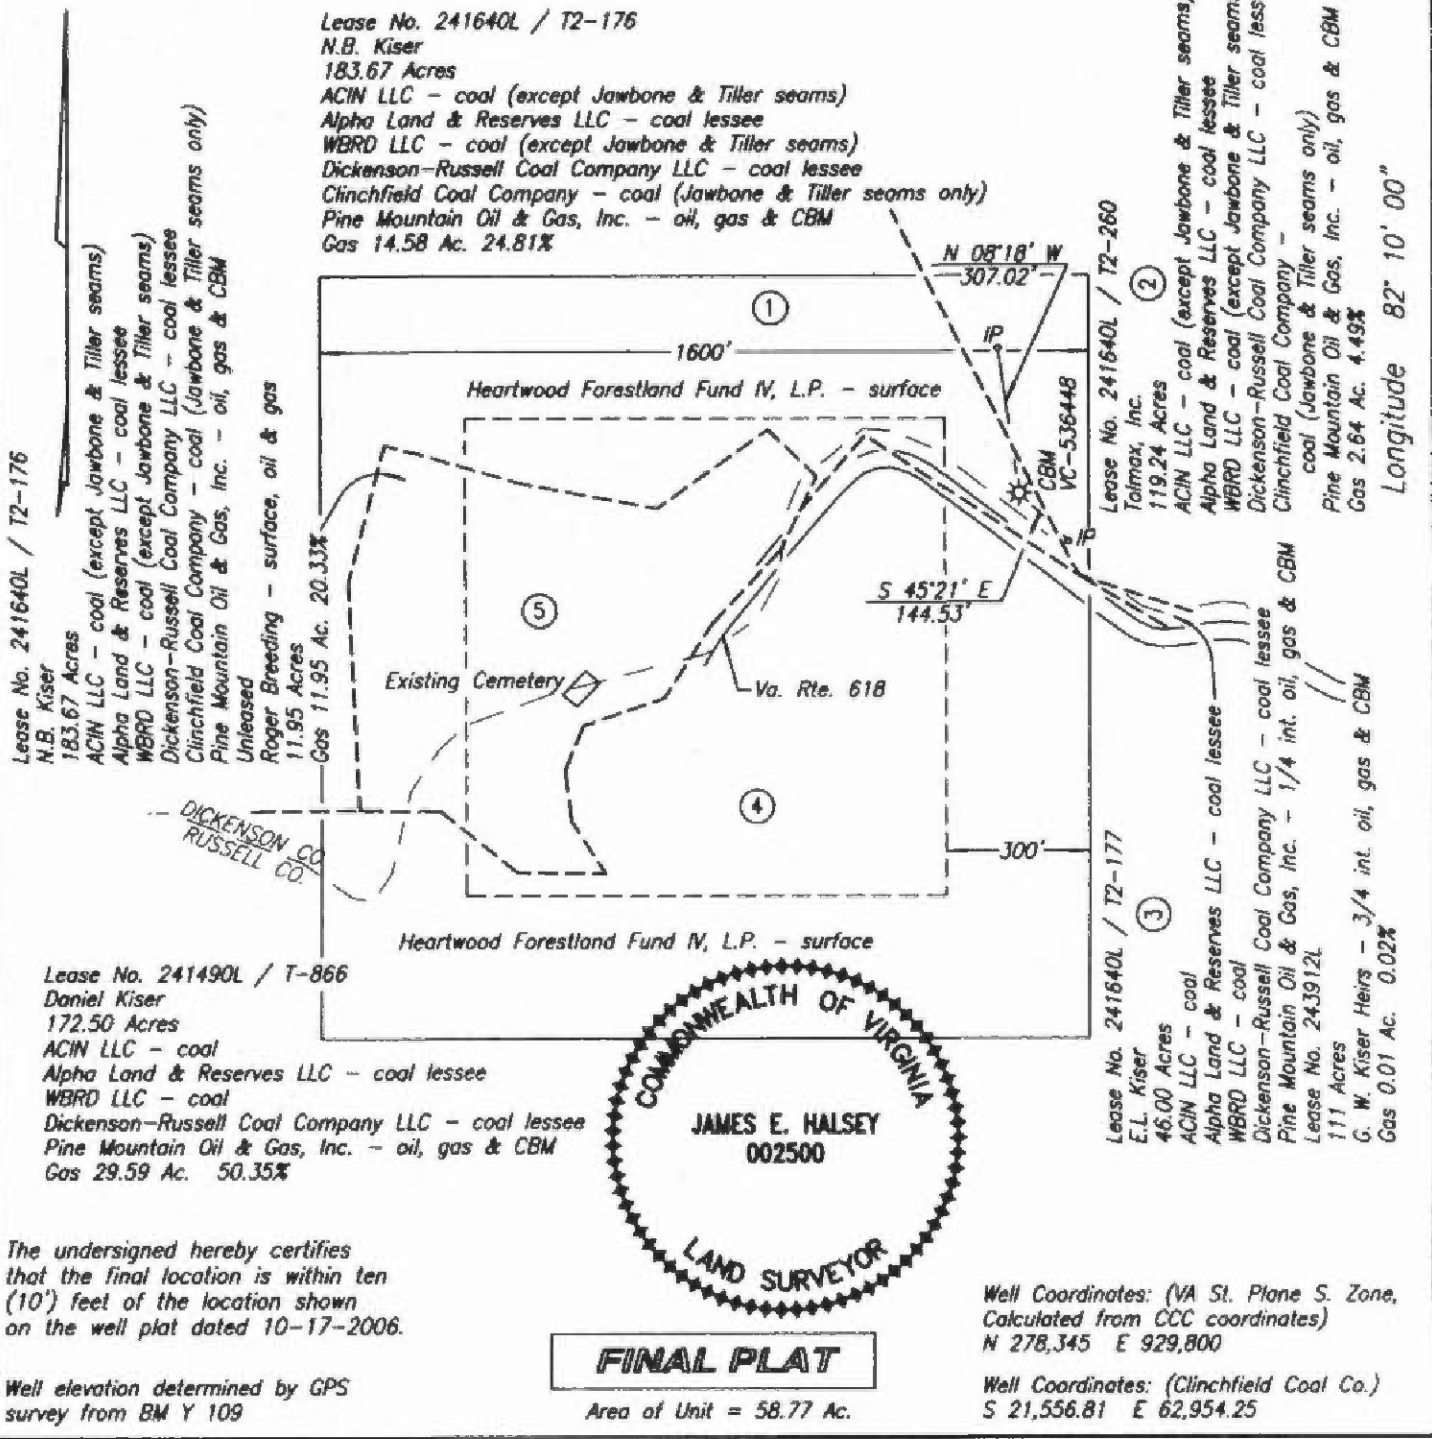 Lease No. 241640L / T2-176
N.B. Kiser
183.67 Acres
ACIN LLC - coal (except Jawbone & Tiller seams)
Alpha Land & Reserves LLC - coal lessee
WBRD LLC - coal (except Jawbone & Tiller seams)
Dickenson-Russell Coal Company LLC - coal lessee
Clinchfield Coal Company - coal (Jawbone & Tiller seams only)
Pine Mountain Oil & Gas, Inc. - oil, gas & CBM
Gas 14.58 Ac. 24.81%
Lease No. 241640L / T2-176
N.B. Kiser
183.67 Acres
ACIN LLC - coal (except Jawbone & Tiller seams)
Alpha Land & Reserves LLC - coal lessee
WBRD LLC - coal (except Jawbone & Tiller seams)
Dickenson-Russell Coal Company LLC - coal lessee
Clinchfield Coal Company - coal (Jawbone & Tiller seams only)
Pine Mountain Oil & Gas, Inc. - oil, gas & CBM
Unleased
Roger Breeding - surface, oil & gas
11.95 Acres
Gas 11.95 Ac. 20.33%
N 08°18' W
307.02'
1
IP
1600'
Heartwood Forestland Fund IV, L.P. - surface
CBM
VC-536448
IP
S 45°21' E
144.53'
5
Existing Cemetery
Va. Rte. 618
4
DICKENSON CO.
RUSSELL CO.
300'
Heartwood Forestland Fund IV, L.P. - surface
Lease No. 241640L / T2-260
2
Tolmax, Inc.
119.24 Acres
ACIN LLC - coal (except Jawbone & Tiller seams)
Alpha Land & Reserves LLC - coal lessee
WBRD LLC - coal (except Jawbone & Tiller seam
Dickenson-Russell Coal Company LLC - coal less
Clinchfield Coal Company -
coal (Jawbone & Tiller seams only)
Pine Mountain Oil & Gas, Inc. - oil, gas & CBM
Gas 2.64 Ac. 4.49%
Longitude 82° 10' 00"
Lease No. 241640L / T2-177
3
E.L. Kiser
46.00 Acres
ACIN LLC - coal
Alpha Land & Reserves LLC - coal lessee
WBRD LLC - coal
Dickenson-Russell Coal Company LLC - coal lessee
Pine Mountain Oil & Gas, Inc. - 1/4 int. oil, gas & CBM
Lease No. 243912L
111 Acres
G. W. Kiser Heirs - 3/4 int. oil, gas & CBM
Gas 0.01 Ac. 0.02%
Lease No. 241490L / T-866
Daniel Kiser
172.50 Acres
ACIN LLC - coal
Alpha Land & Reserves LLC - coal lessee
WBRD LLC - coal
Dickenson-Russell Coal Company LLC - coal lessee
Pine Mountain Oil & Gas, Inc. - oil, gas & CBM
Gas 29.59 Ac. 50.35%
COMMONWEALTH OF VIRGINIA
JAMES E. HALSEY
002500
LAND SURVEYOR
The undersigned hereby certifies
that the final location is within ten
(10') feet of the location shown
on the well plat dated 10-17-2006.
Well elevation determined by GPS
survey from BM Y 109
FINAL PLAT
Area of Unit = 58.77 Ac.
Well Coordinates: (VA St. Plane S. Zone,
Calculated from CCC coordinates)
N 278,345 E 929,800
Well Coordinates: (Clinchfield Coal Co.)
S 21,556.81 E 62,954.25